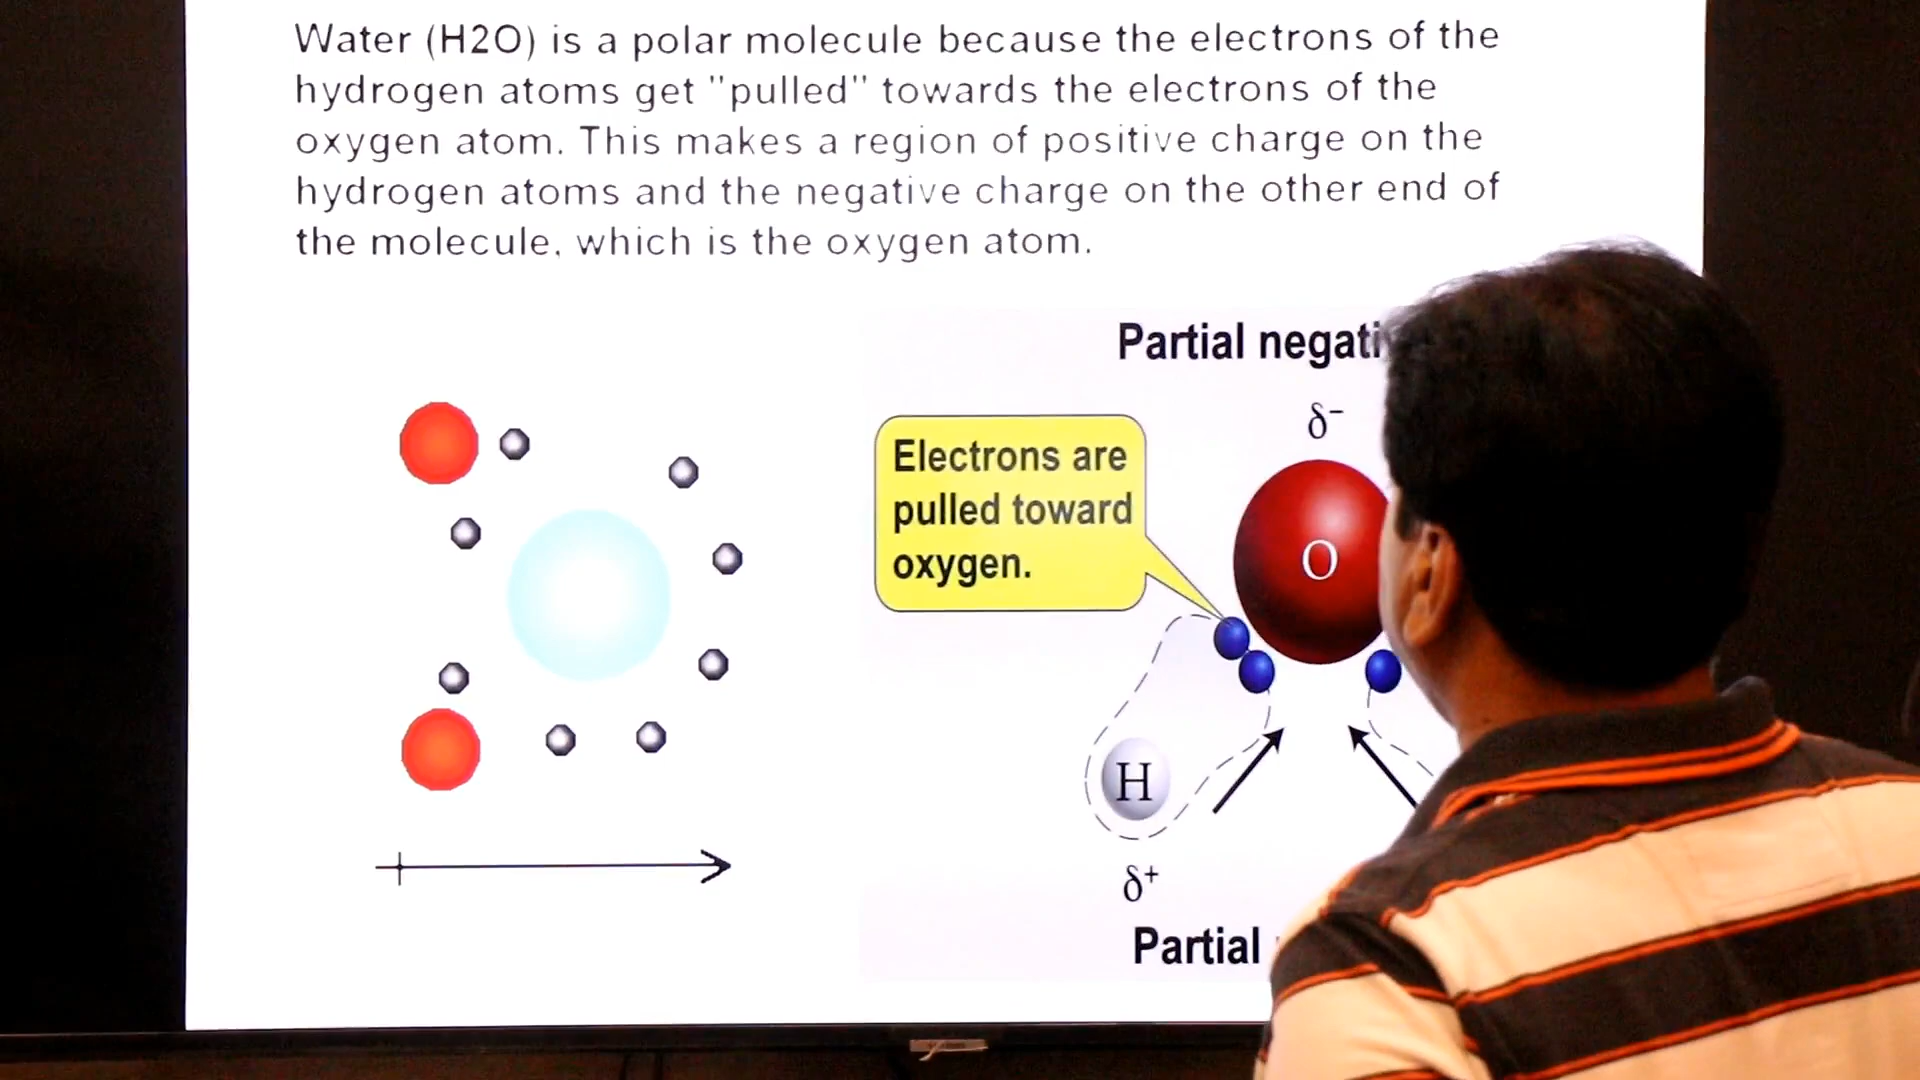 Water (H2O) is a polar molecule because the electrons of the
hydrogen atoms get "pulled" towards the electrons of the
oxygen atom. This makes a region of positive charge on the
hydrogen atoms and the negative charge on the other end of
the molecule, which is the oxygen atom.
Partial
δ−
Electrons are
pulled toward
oxygen.
O
H
δ+
Partial